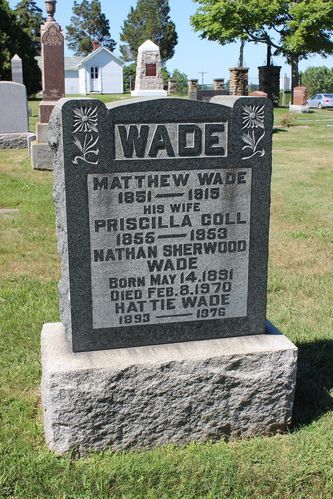 WADE
MATTHEW WADE
1851 — 1915
HIS WIFE
PRISCILLA COLL
1855 — 1953
NATHAN SHERWOOD
WADE
BORN MAY 14, 1891
DIED FEB. 8, 1970
HATTIE WADE
1893 — 1976